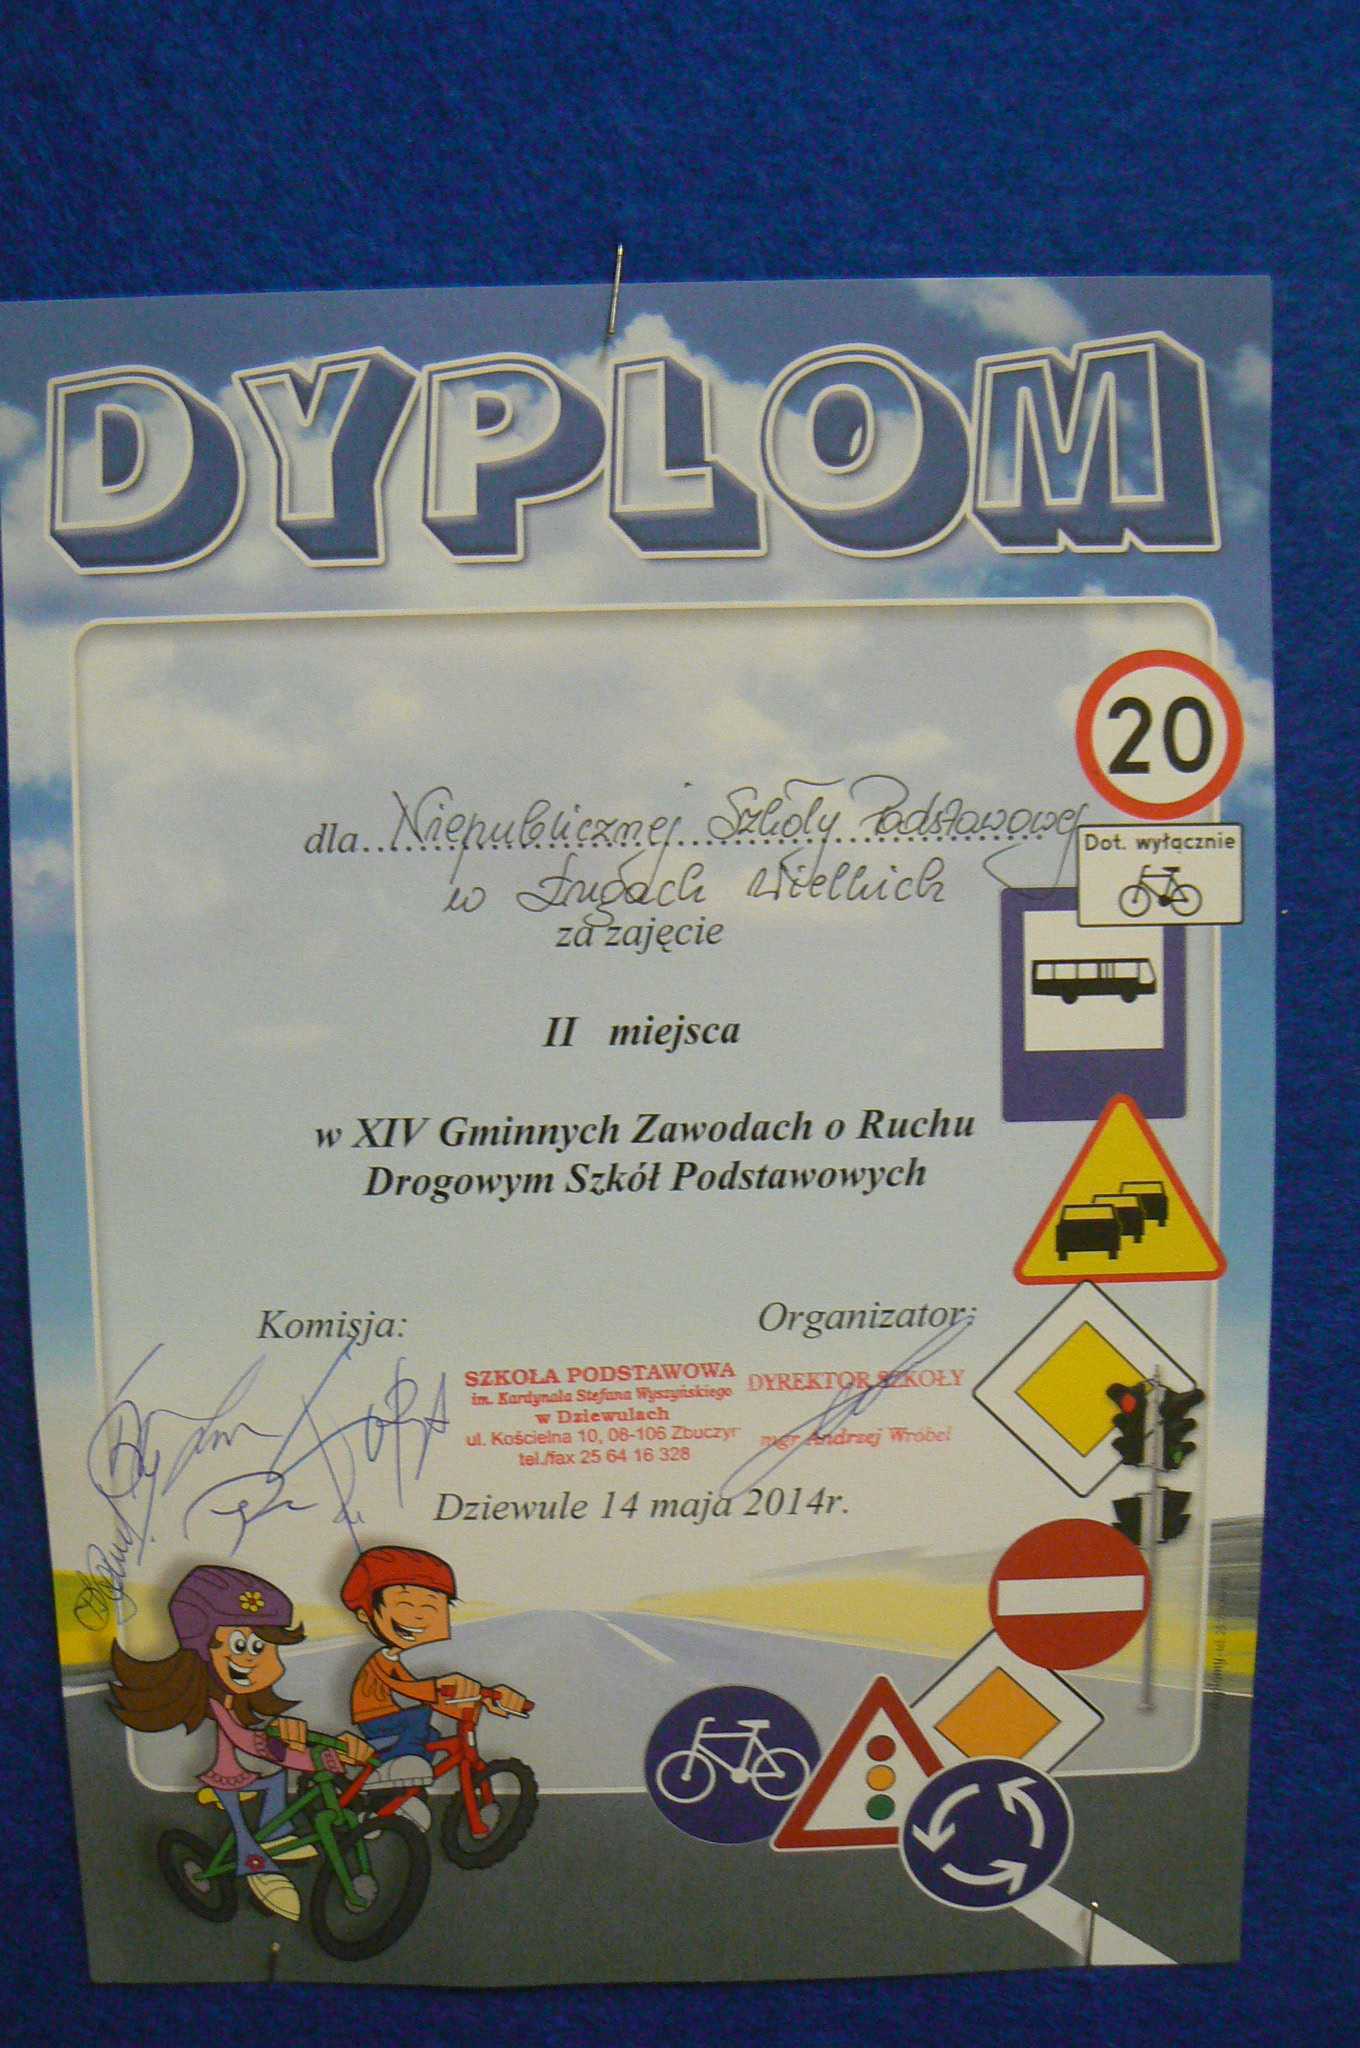 DYPLOM
20
Dot. wyłącznie
dla Niepublicznej Szkoły Podstawowej
w Ługach Wielkich
za zajęcie
II miejsca
w XIV Gminnych Zawodach o Ruchu
Drogowym Szkół Podstawowych
Komisja:
Organizator:
SZKOŁA PODSTAWOWA
im. Kardynała Stefana Wyszyńskiego
w Dziewulach
ul. Kościelna 10, 08-106 Zbuczyn
tel./fax 25 64 16 328
DYREKTOR SZKOŁY
mgr Andrzej Wróbel
Dziewule 14 maja 2014r.